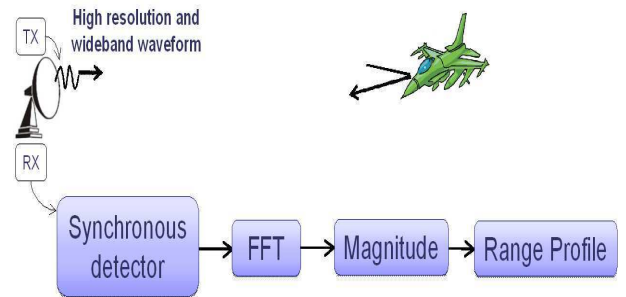 TX
High resolution and
wideband waveform
RX
Synchronous
detector
FFT
Magnitude
Range Profile